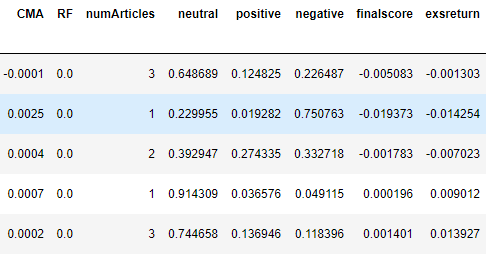 CMA RF numArticles neutral positive negative finalscore exsreturn
-0.0001 0.0 3 0.648689 0.124825 0.226487 -0.005083 -0.001303
0.0025 0.0 1 0.229955 0.019282 0.750763 -0.019373 -0.014254
0.0004 0.0 2 0.392947 0.274335 0.332718 -0.001783 -0.007023
0.0007 0.0 1 0.914309 0.036576 0.049115 0.000196 0.009012
0.0002 0.0 3 0.744658 0.136946 0.118396 0.001401 0.013927